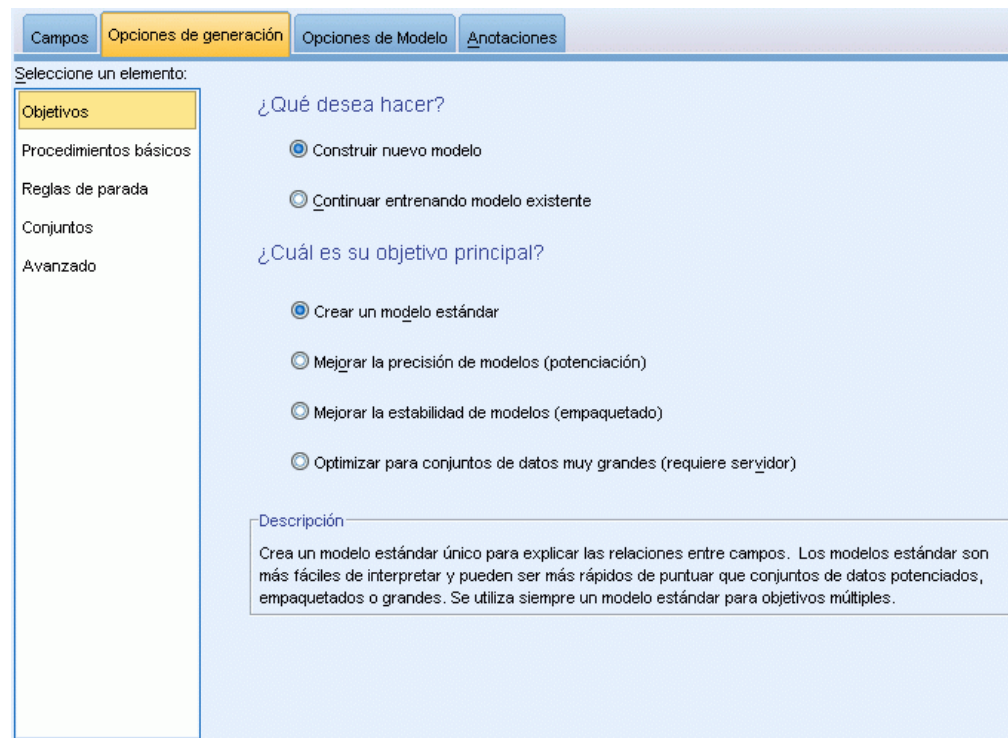 Campos
Opciones de generación
Opciones de Modelo
Anotaciones
Seleccione un elemento:
Objetivos
Procedimientos básicos
Reglas de parada
Conjuntos
Avanzado
¿Qué desea hacer?
Construir nuevo modelo
Continuar entrenando modelo existente
¿Cuál es su objetivo principal?
Crear un modelo estándar
Mejorar la precisión de modelos (potenciación)
Mejorar la estabilidad de modelos (empaquetado)
Optimizar para conjuntos de datos muy grandes (requiere servidor)
Descripción
Crea un modelo estándar único para explicar las relaciones entre campos. Los modelos estándar son
más fáciles de interpretar y pueden ser más rápidos de puntuar que conjuntos de datos potenciados,
empaquetados o grandes. Se utiliza siempre un modelo estándar para objetivos múltiples.